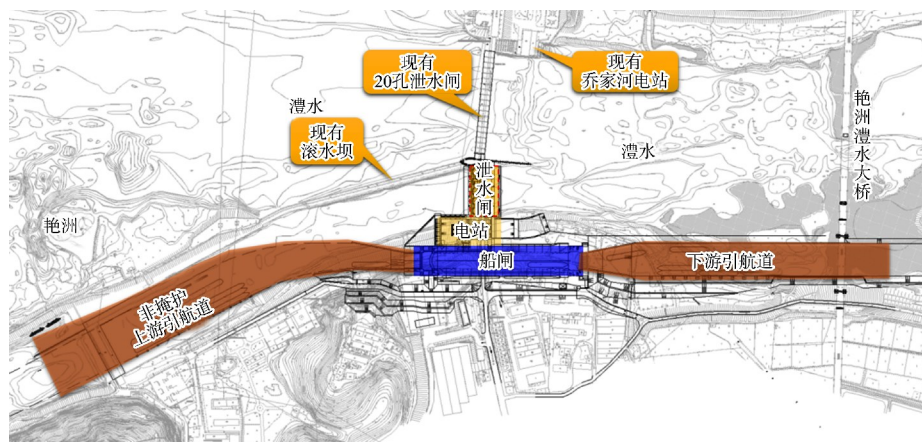 现有
20孔泄水闸
现有
乔家河电站
澧水
现有
滚水坝
澧水
艳洲澧水大桥
艳洲
泄水闸
电站
船闸
下游引航道
非掩护
上游引航道